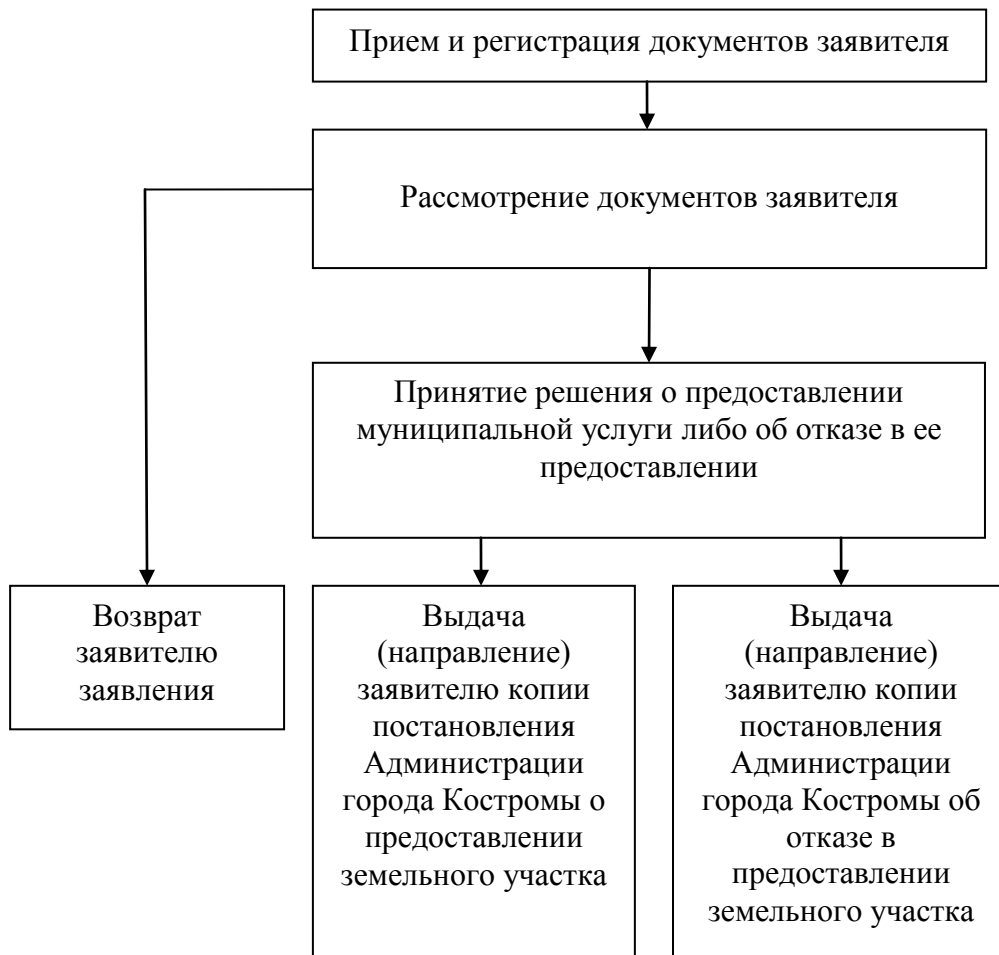 Прием и регистрация документов заявителя
Рассмотрение документов заявителя
Принятие решения о предоставлении
муниципальной услуги либо об отказе в ее
предоставлении
Возврат
заявителю
заявления
Выдача
(направление)
заявителю копии
постановления
Администрации
города Костромы о
предоставлении
земельного участка
Выдача
(направление)
заявителю копии
постановления
Администрации
города Костромы об
отказе в
предоставлении
земельного участка